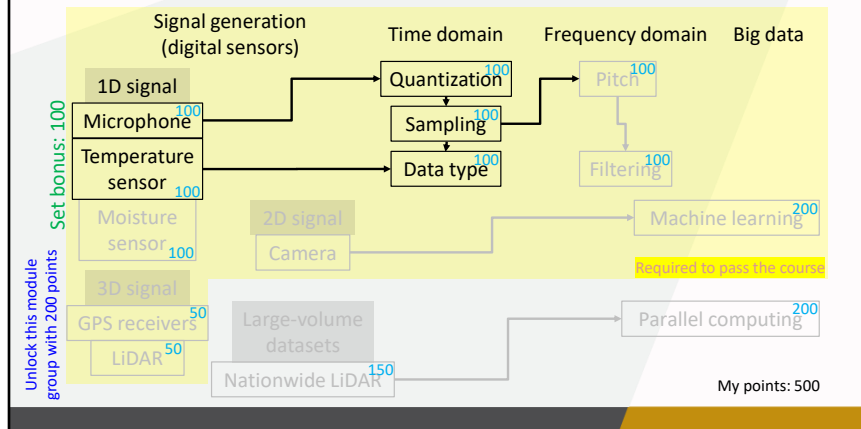 Signal generation
(digital sensors)
Time domain
Frequency domain
Big data
Set bonus: 100
1D signal
Microphone
100
Temperature
sensor
100
Moisture
sensor
100
Quantization
100
Sampling
100
Data type
100
Pitch
100
Filtering
100
2D signal
Camera
Machine learning
200
Required to pass the course
Unlock this module
group with 200 points
3D signal
GPS receivers
50
LiDAR
50
Large-volume
datasets
Nationwide LiDAR
150
Parallel computing
200
My points: 500